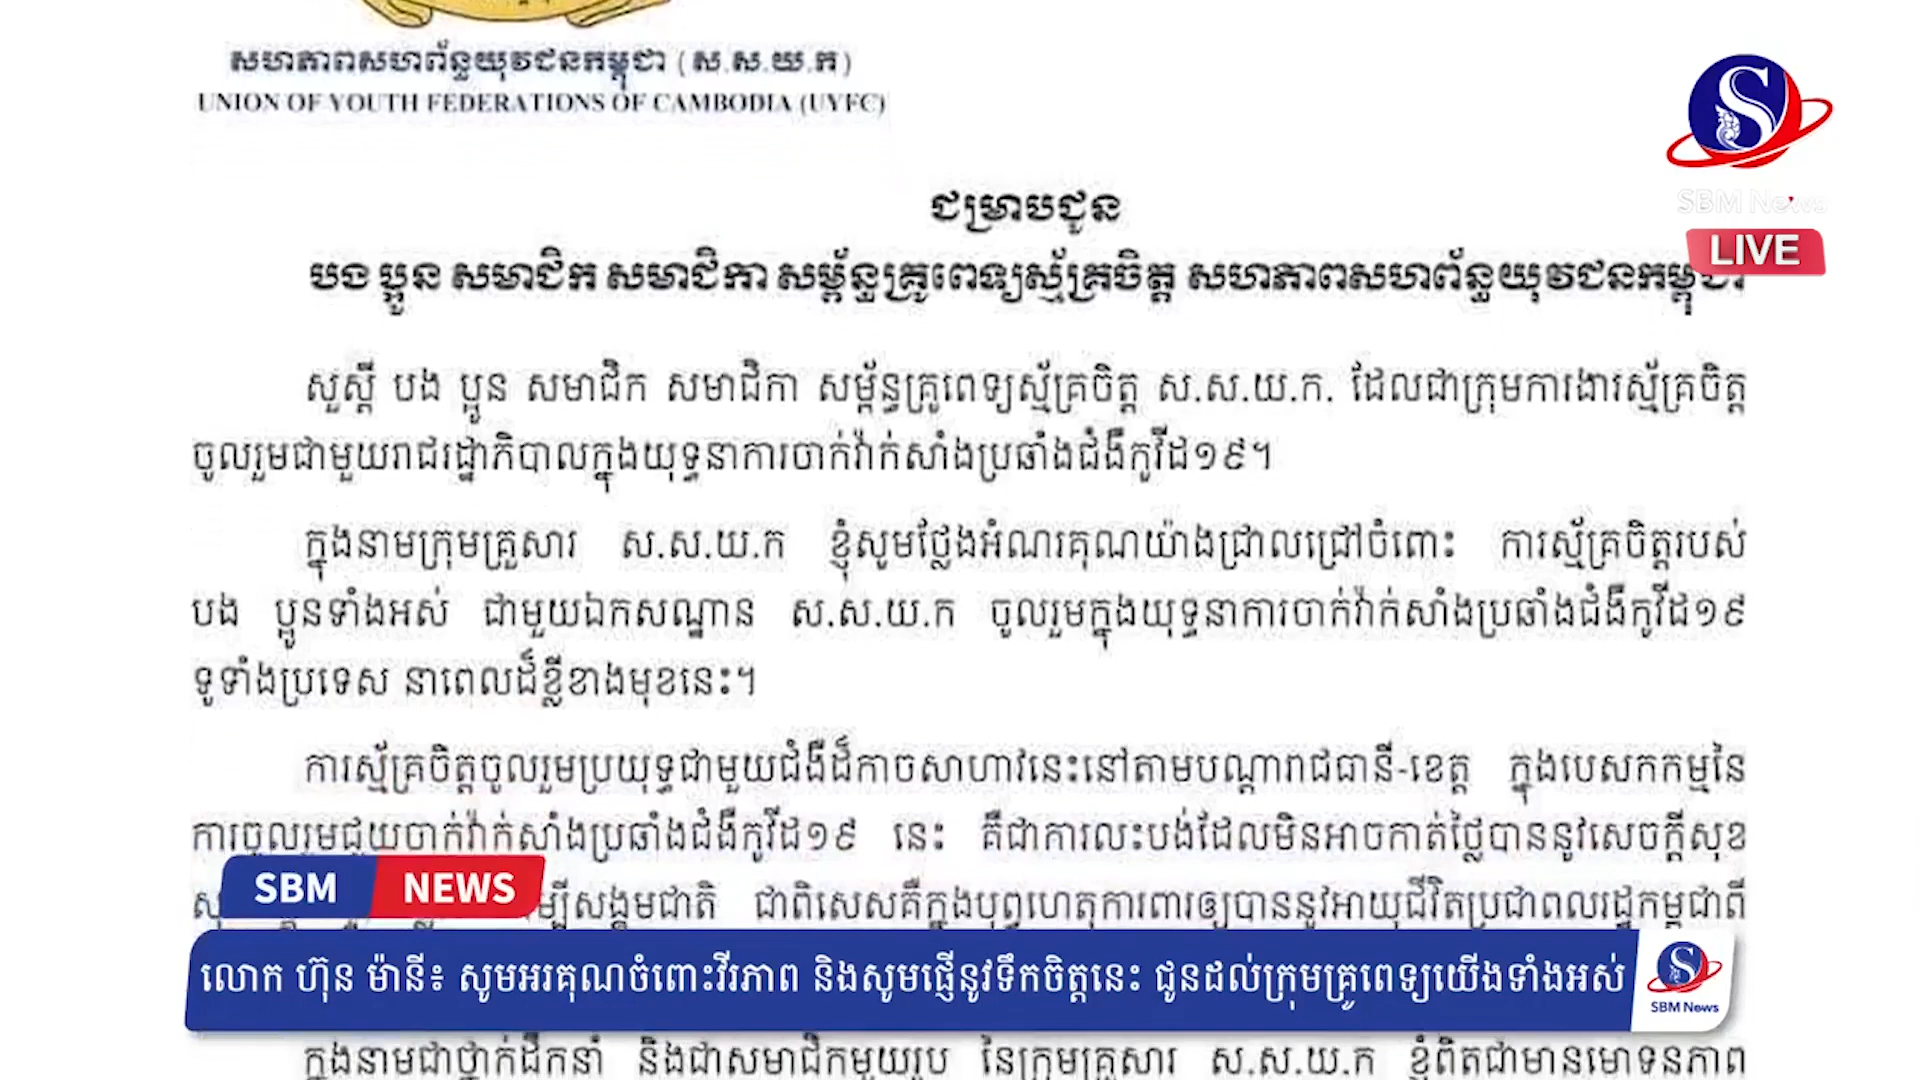 សហភាពសហព័ន្ធយុវជនកម្ពុជា (ស.ស.យ.ក)
UNION OF YOUTH FEDERATIONS OF CAMBODIA (UYFC)
SBM News
LIVE
ជម្រាបជូន
បង ប្អូន សមាជិក សមាជិកា សម្ព័ន្ធគ្រូពេទ្យស្ម័គ្រចិត្ត សហភាពសហព័ន្ធយុវជនកម្ពុជា
សួស្តី បង ប្អូន សមាជិក សមាជិកា សម្ព័ន្ធគ្រូពេទ្យស្ម័គ្រចិត្ត ស.ស.យ.ក. ដែលជាក្រុមការងារស្ម័គ្រចិត្ត
ចូលរួមជាមួយរាជរដ្ឋាភិបាលក្នុងយុទ្ធនាការចាក់វ៉ាក់សាំងប្រឆាំងជំងឺកូវីដ១៩។
ក្នុងនាមក្រុមគ្រួសារ ស.ស.យ.ក ខ្ញុំសូមថ្លែងអំណរគុណយ៉ាងជ្រាលជ្រៅចំពោះ ការស្ម័គ្រចិត្តរបស់
បង ប្អូនទាំងអស់ ជាមួយឯកសណ្ឋាន ស.ស.យ.ក ចូលរួមក្នុងយុទ្ធនាការចាក់វ៉ាក់សាំងប្រឆាំងជំងឺកូវីដ១៩
ទូទាំងប្រទេស នាពេលដ៏ខ្លីខាងមុខនេះ។
ការស្ម័គ្រចិត្តចូលរួមប្រយុទ្ធជាមួយជំងឺដ៏កាចសាហាវនេះនៅតាមបណ្តារាជធានី-ខេត្ត ក្នុងបេសកកម្មនៃ
ការចូលរួមជួយចាក់វ៉ាក់សាំងប្រឆាំងជំងឺកូវីដ១៩ នេះ គឺជាការលះបង់ដែលមិនអាចកាត់ថ្លៃបាននូវសេចក្តីសុខ
សង្គមជាតិ ជាពិសេសគឺក្នុងបុព្វហេតុការពារឲ្យបាននូវអាយុជីវិតប្រជាពលរដ្ឋកម្ពុជាពី
SBM NEWS
លោក ហ៊ុន ម៉ានី៖ សូមអរគុណចំពោះវីរភាព និងសូមផ្ញើនូវទឹកចិត្តនេះ ជូនដល់ក្រុមគ្រូពេទ្យយើងទាំងអស់
SBM News
ក្នុងនាមជាថ្នាក់ដឹកនាំ និងជាសមាជិកមួយរូប នៃក្រុមគ្រួសារ ស.ស.យ.ក ខ្ញុំពិតជាមានមោទនភាព